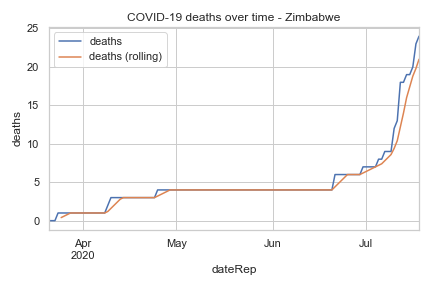 COVID-19 deaths over time - Zimbabwe
deaths
deaths (rolling)
25
20
15
10
5
0
deaths
Apr
2020
May
Jun
Jul
dateRep